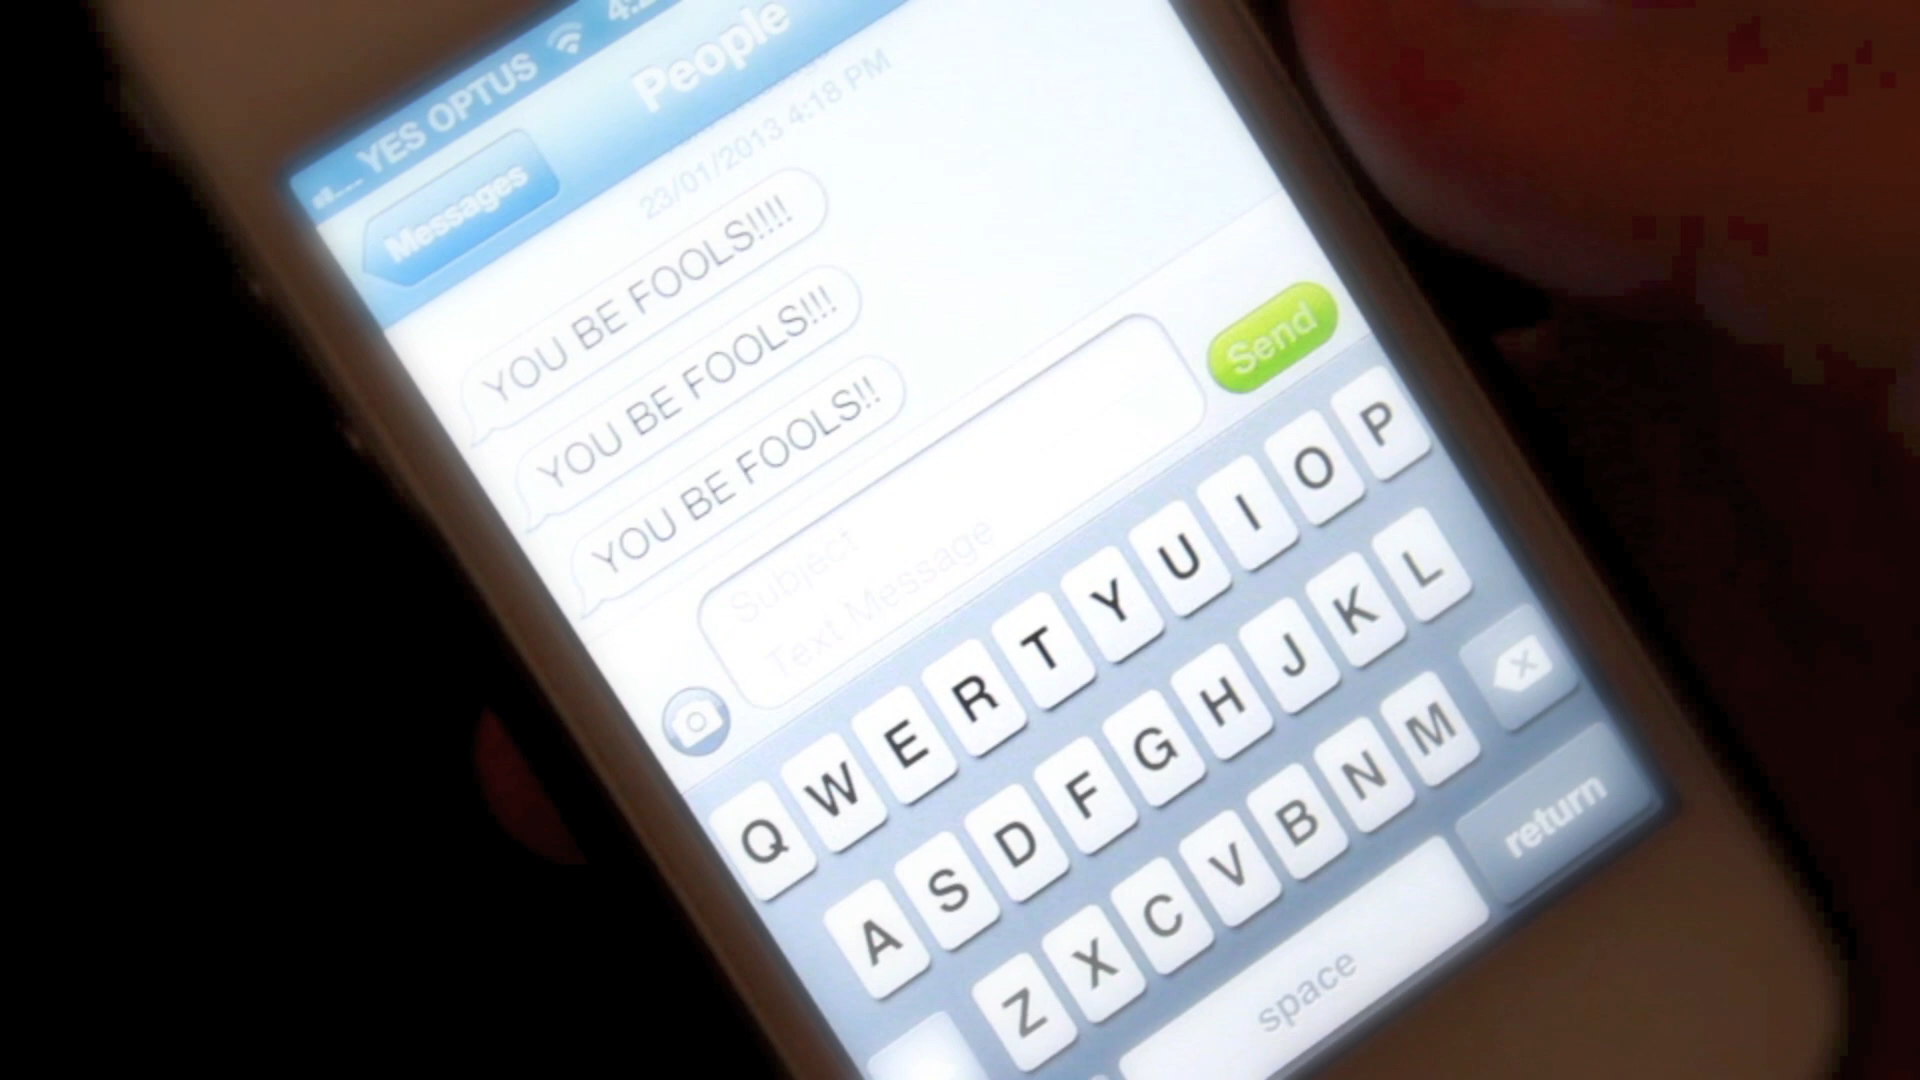 YES OPTUS
Messages
People
23/01/2013 4:18 PM
YOU BE FOOLS!!!!
YOU BE FOOLS!!!
YOU BE FOOLS!!
Subject
Text Message
Send
Q W E R T Y U I O P
A S D F G H J K L
Z X C V B N M
space
return